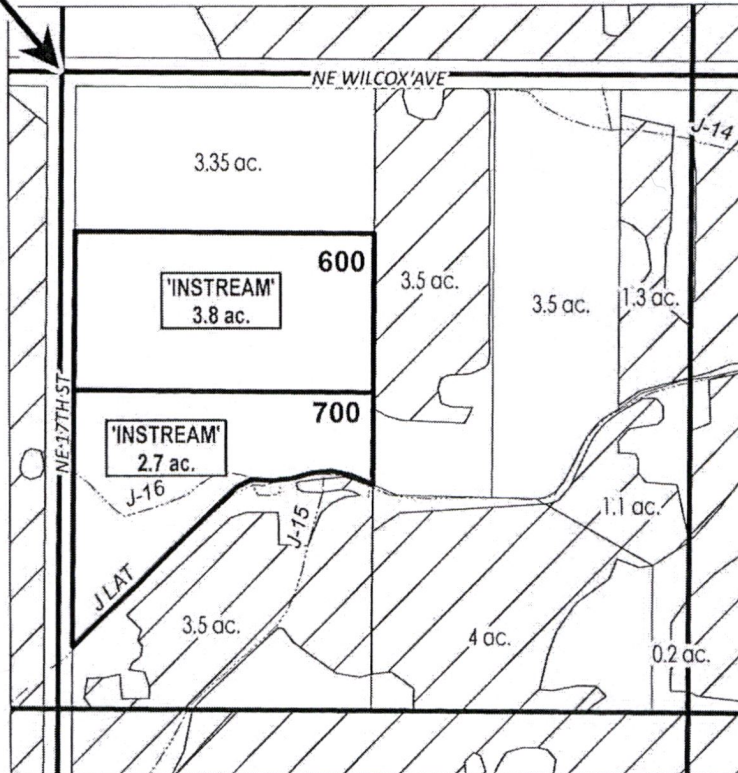 NE WILCOX AVE
J-14
3.35 ac.
600
'INSTREAM'
3.8 ac.
3.5 ac.
3.5 ac.
1.3 ac.
NE 17TH ST
700
'INSTREAM'
2.7 ac.
J-16
J-15
1.1 ac.
J LAT
3.5 ac.
4 ac.
0.2 ac.